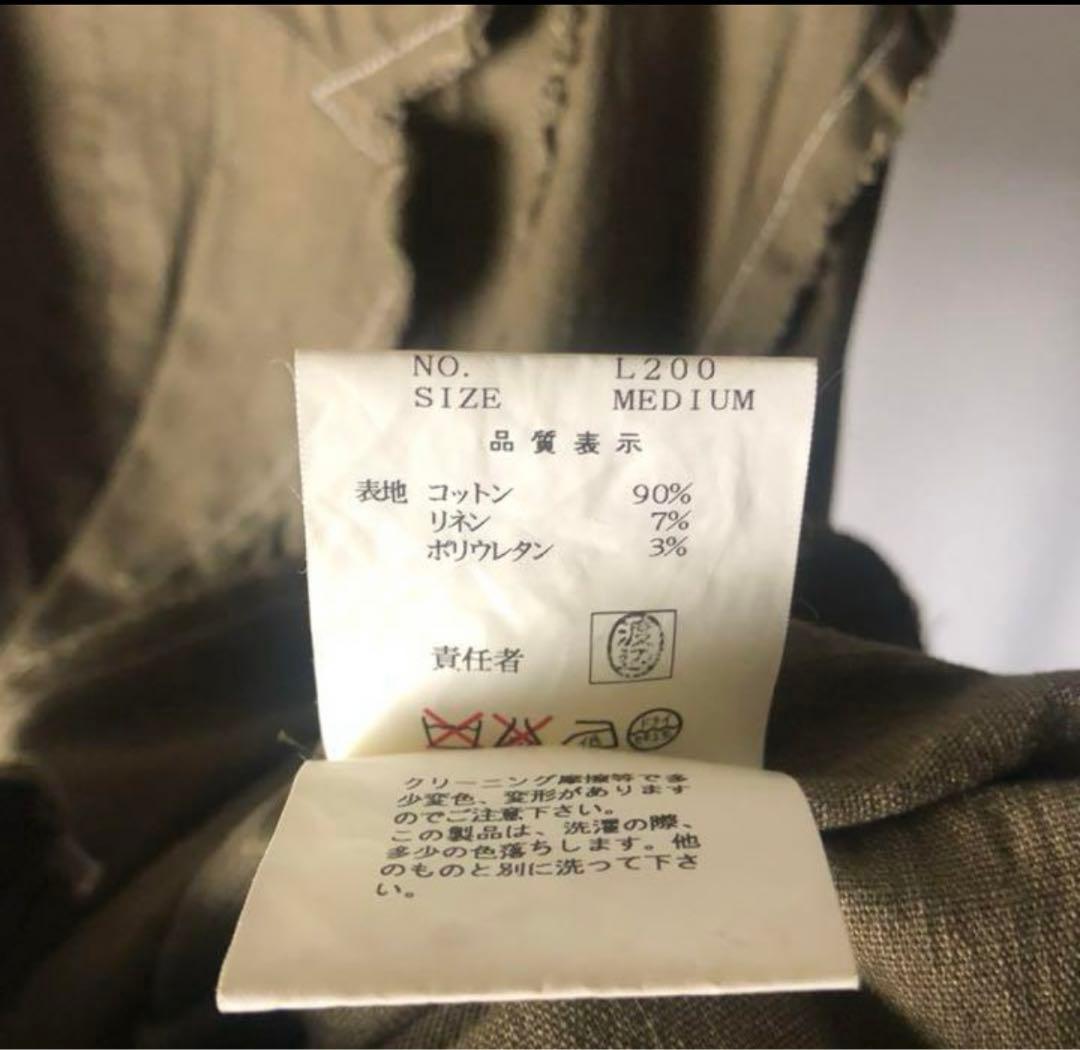 NO. L200
SIZE MEDIUM
品質表示
表地 コットン 90%
リネン 7%
ポリウレタン 3%
責任者 渡辺
低 ドライ
クリーニング摩擦等で多
少変色、変形があります
のでご注意下さい。
この製品は、洗濯の際、
多少の色落ちします。他
のものと別に洗って下さ
い。